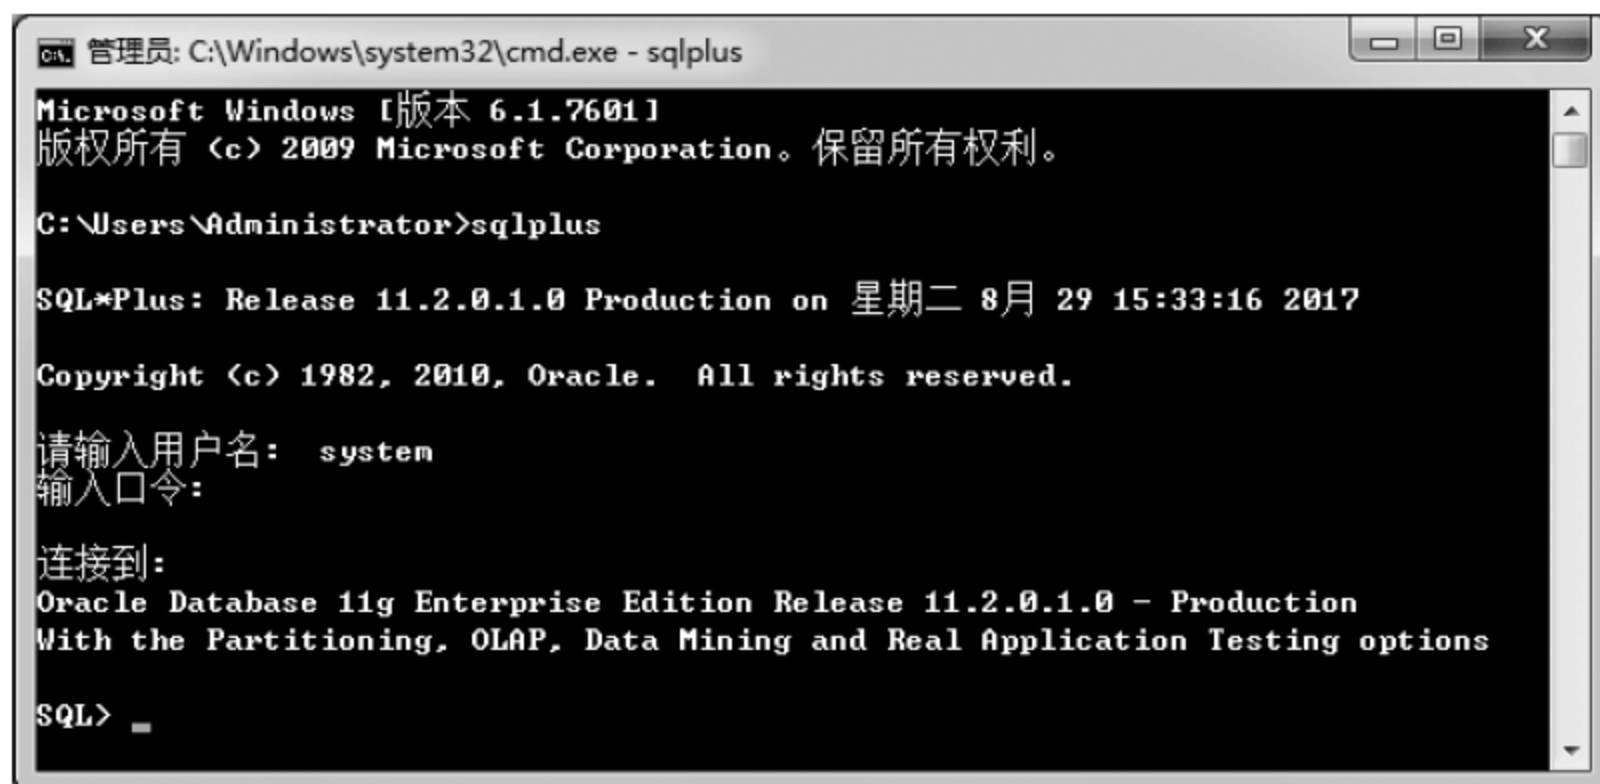 管理员: C:\Windows\system32\cmd.exe - sqlplus
Microsoft Windows [版本 6.1.7601]
版权所有 (c) 2009 Microsoft Corporation。保留所有权利。
C:\Users\Administrator>sqlplus
SQL*Plus: Release 11.2.0.1.0 Production on 星期二 8月 29 15:33:16 2017
Copyright (c) 1982, 2010, Oracle.  All rights reserved.
请输入用户名:  system
输入口令:
连接到:
Oracle Database 11g Enterprise Edition Release 11.2.0.1.0 - Production
With the Partitioning, OLAP, Data Mining and Real Application Testing options
SQL>